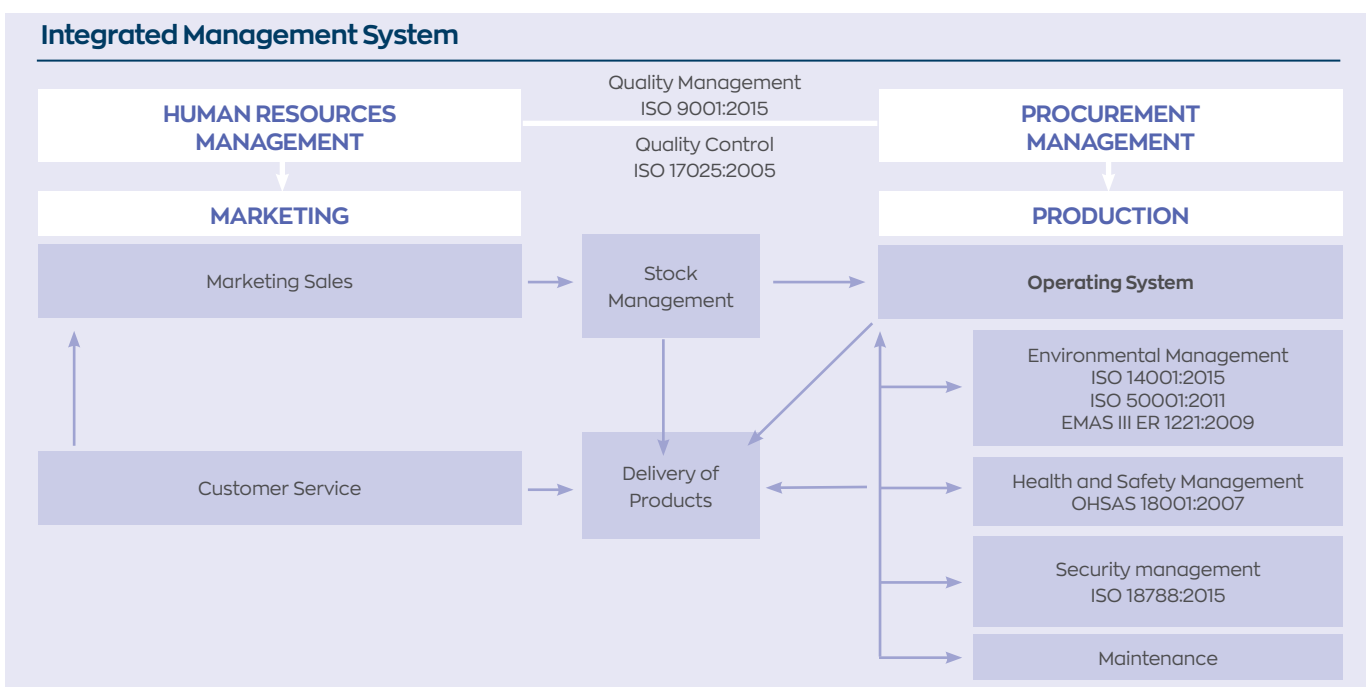 Integrated Management System
HUMAN RESOURCES
MANAGEMENT
Quality Management
ISO 9001:2015
Quality Control
ISO 17025:2005
PROCUREMENT
MANAGEMENT
MARKETING
PRODUCTION
Marketing Sales
Stock
Management
Operating System
Environmental Management
ISO 14001:2015
ISO 50001:2011
EMAS III ER 1221:2009
Customer Service
Delivery of
Products
Health and Safety Management
OHSAS 18001:2007
Security management
ISO 18788:2015
Maintenance